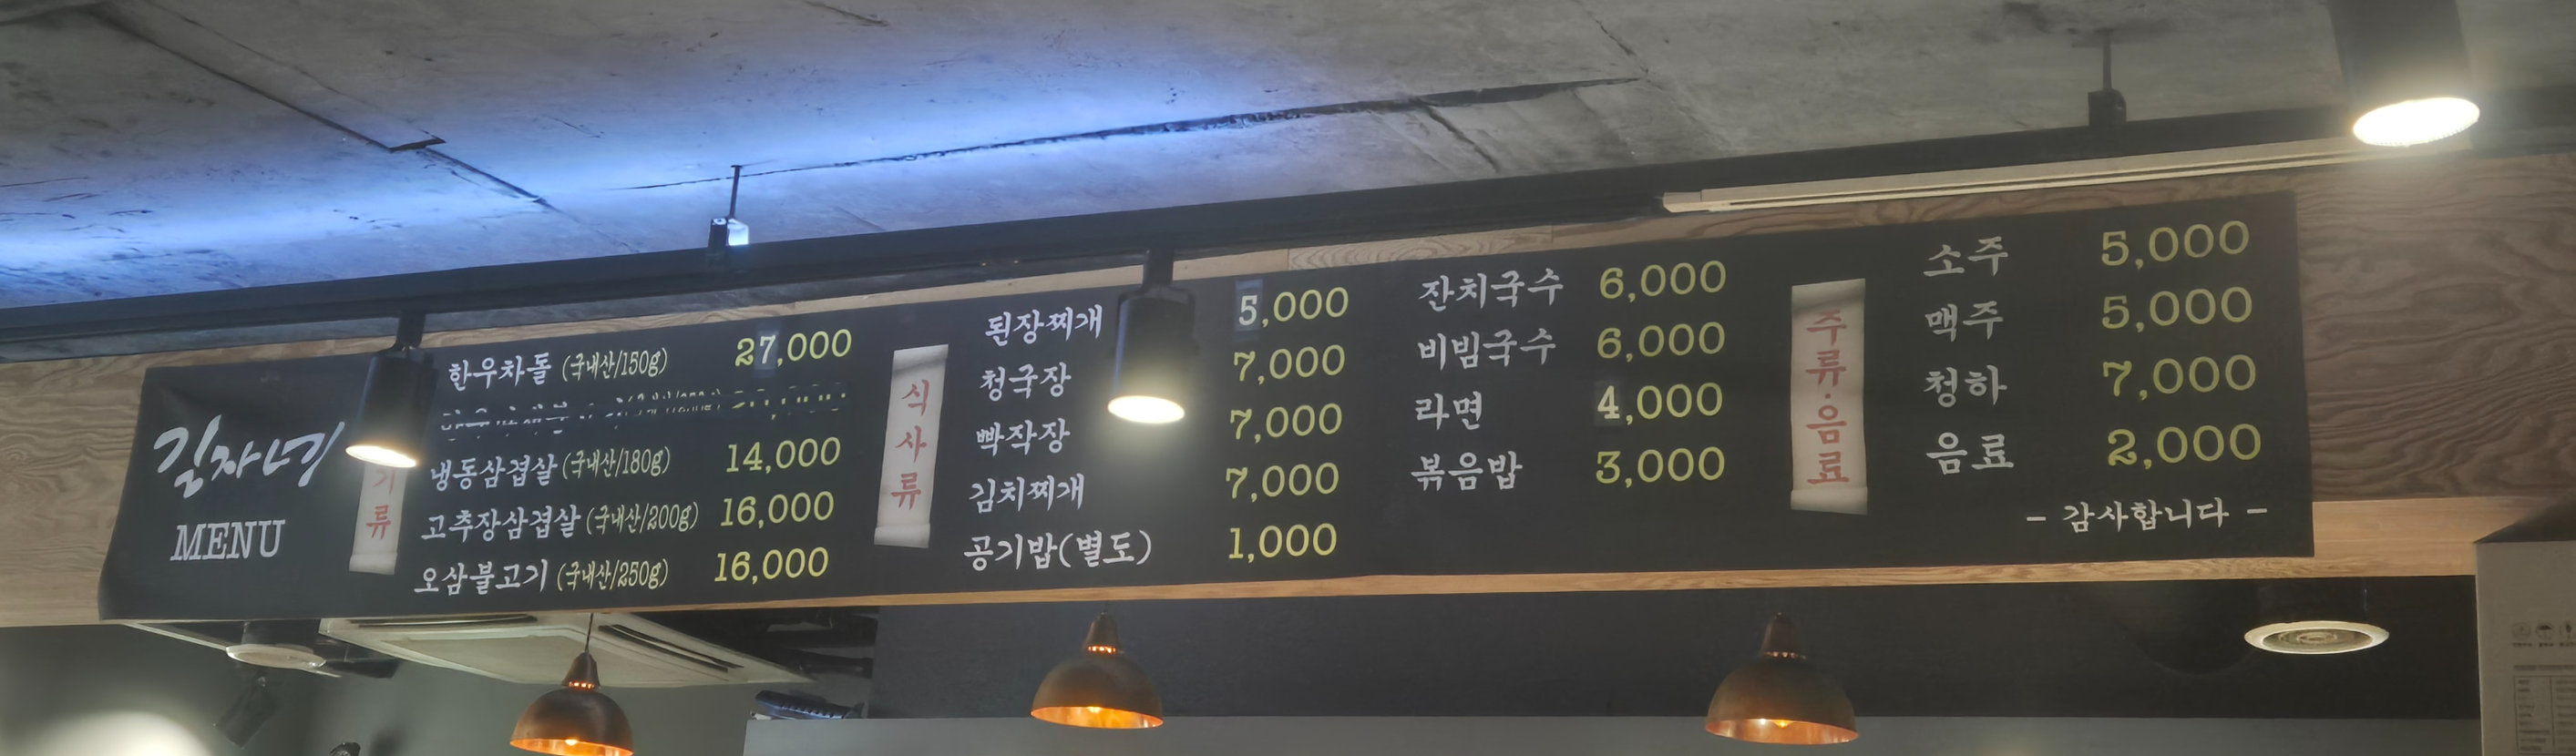 길자네
MENU
류
한우차돌 (국내산/150g) 27,000
냉동삼겹살 (국내산/180g) 14,000
고추장삼겹살 (국내산/200g) 16,000
오삼불고기 (국내산/250g) 16,000
식사류
된장찌개 5,000
청국장 7,000
빡작장 7,000
김치찌개 7,000
공기밥(별도) 1,000
잔치국수 6,000
비빔국수 6,000
라면 4,000
볶음밥 3,000
주류·음료
소주 5,000
맥주 5,000
청하 7,000
음료 2,000
- 감사합니다 -